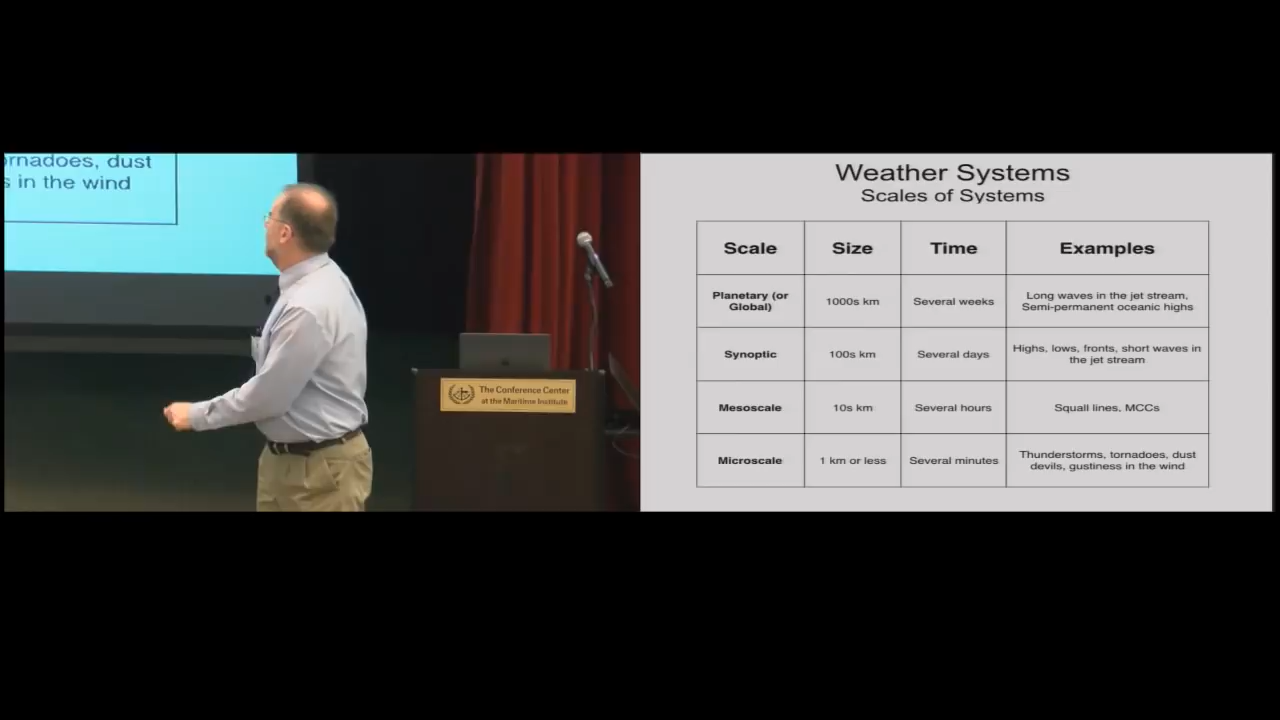 ornadoes, dust
s in the wind
The Conference Center
at the Maritime Institute
Weather Systems
Scales of Systems
Scale Size Time Examples
Planetary (or Global) 1000s km Several weeks Long waves in the jet stream,
Semi-permanent oceanic highs
Synoptic 100s km Several days Highs, lows, fronts, short waves in
the jet stream
Mesoscale 10s km Several hours Squall lines, MCCs
Microscale 1 km or less Several minutes Thunderstorms, tornadoes, dust
devils, gustiness in the wind